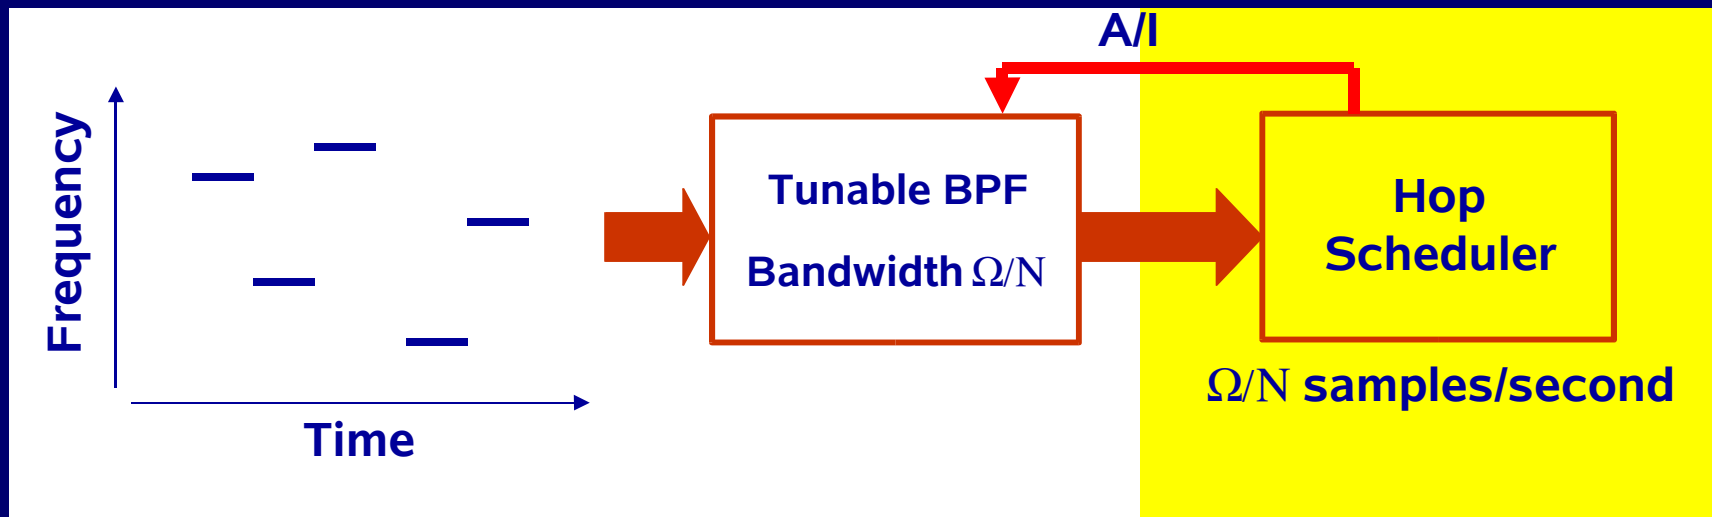 A/I
Frequency
Time
Tunable BPF
Bandwidth Ω/N
Hop
Scheduler
Ω/N samples/second